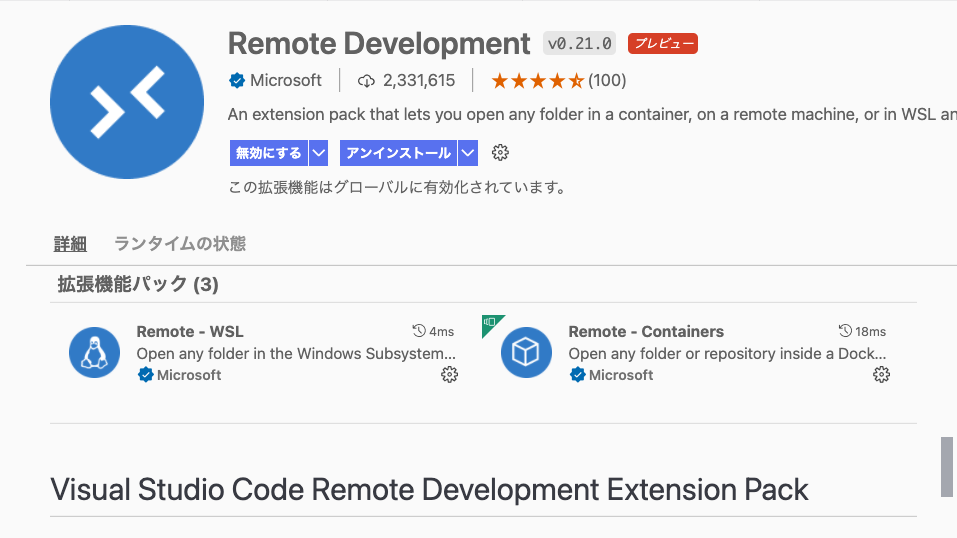 Remote Development v0.21.0 プレビュー
Microsoft 2,331,615 (100)
An extension pack that lets you open any folder in a container, on a remote machine, or in WSL
無効にする アンインストール
この拡張機能はグローバルに有効化されています。
詳細 ランタイムの状態
拡張機能パック (3)
Remote - WSL 4ms
Open any folder in the Windows Subsystem...
Microsoft
Remote - Containers 18ms
Open any folder or repository inside a Dock...
Microsoft
Visual Studio Code Remote Development Extension Pack